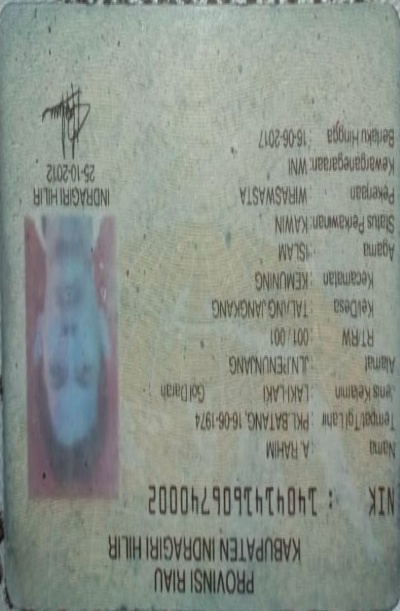 PROVINSI RIAU
KABUPATEN INDRAGIRI HILIR
NIK : 1404141606740002
Nama : A.RAHIM
Tempat/Tgl Lahir : PKL.BATANG, 16-06-1974
Jenis Kelamin : LAKI-LAKI Gol Darah
Alamat : JLN.PENUNJANG
RT/RW : 001/001
Kel/Desa : TALANG JANGKANG
Kecamatan : KEMUNING
Agama : ISLAM
Status Perkawinan: KAWIN
Pekerjaan : WIRASWASTA
Kewarganegaraan: WNI
Berlaku Hingga : 16-06-2017
INDRAGIRI HILIR
25-10-2012